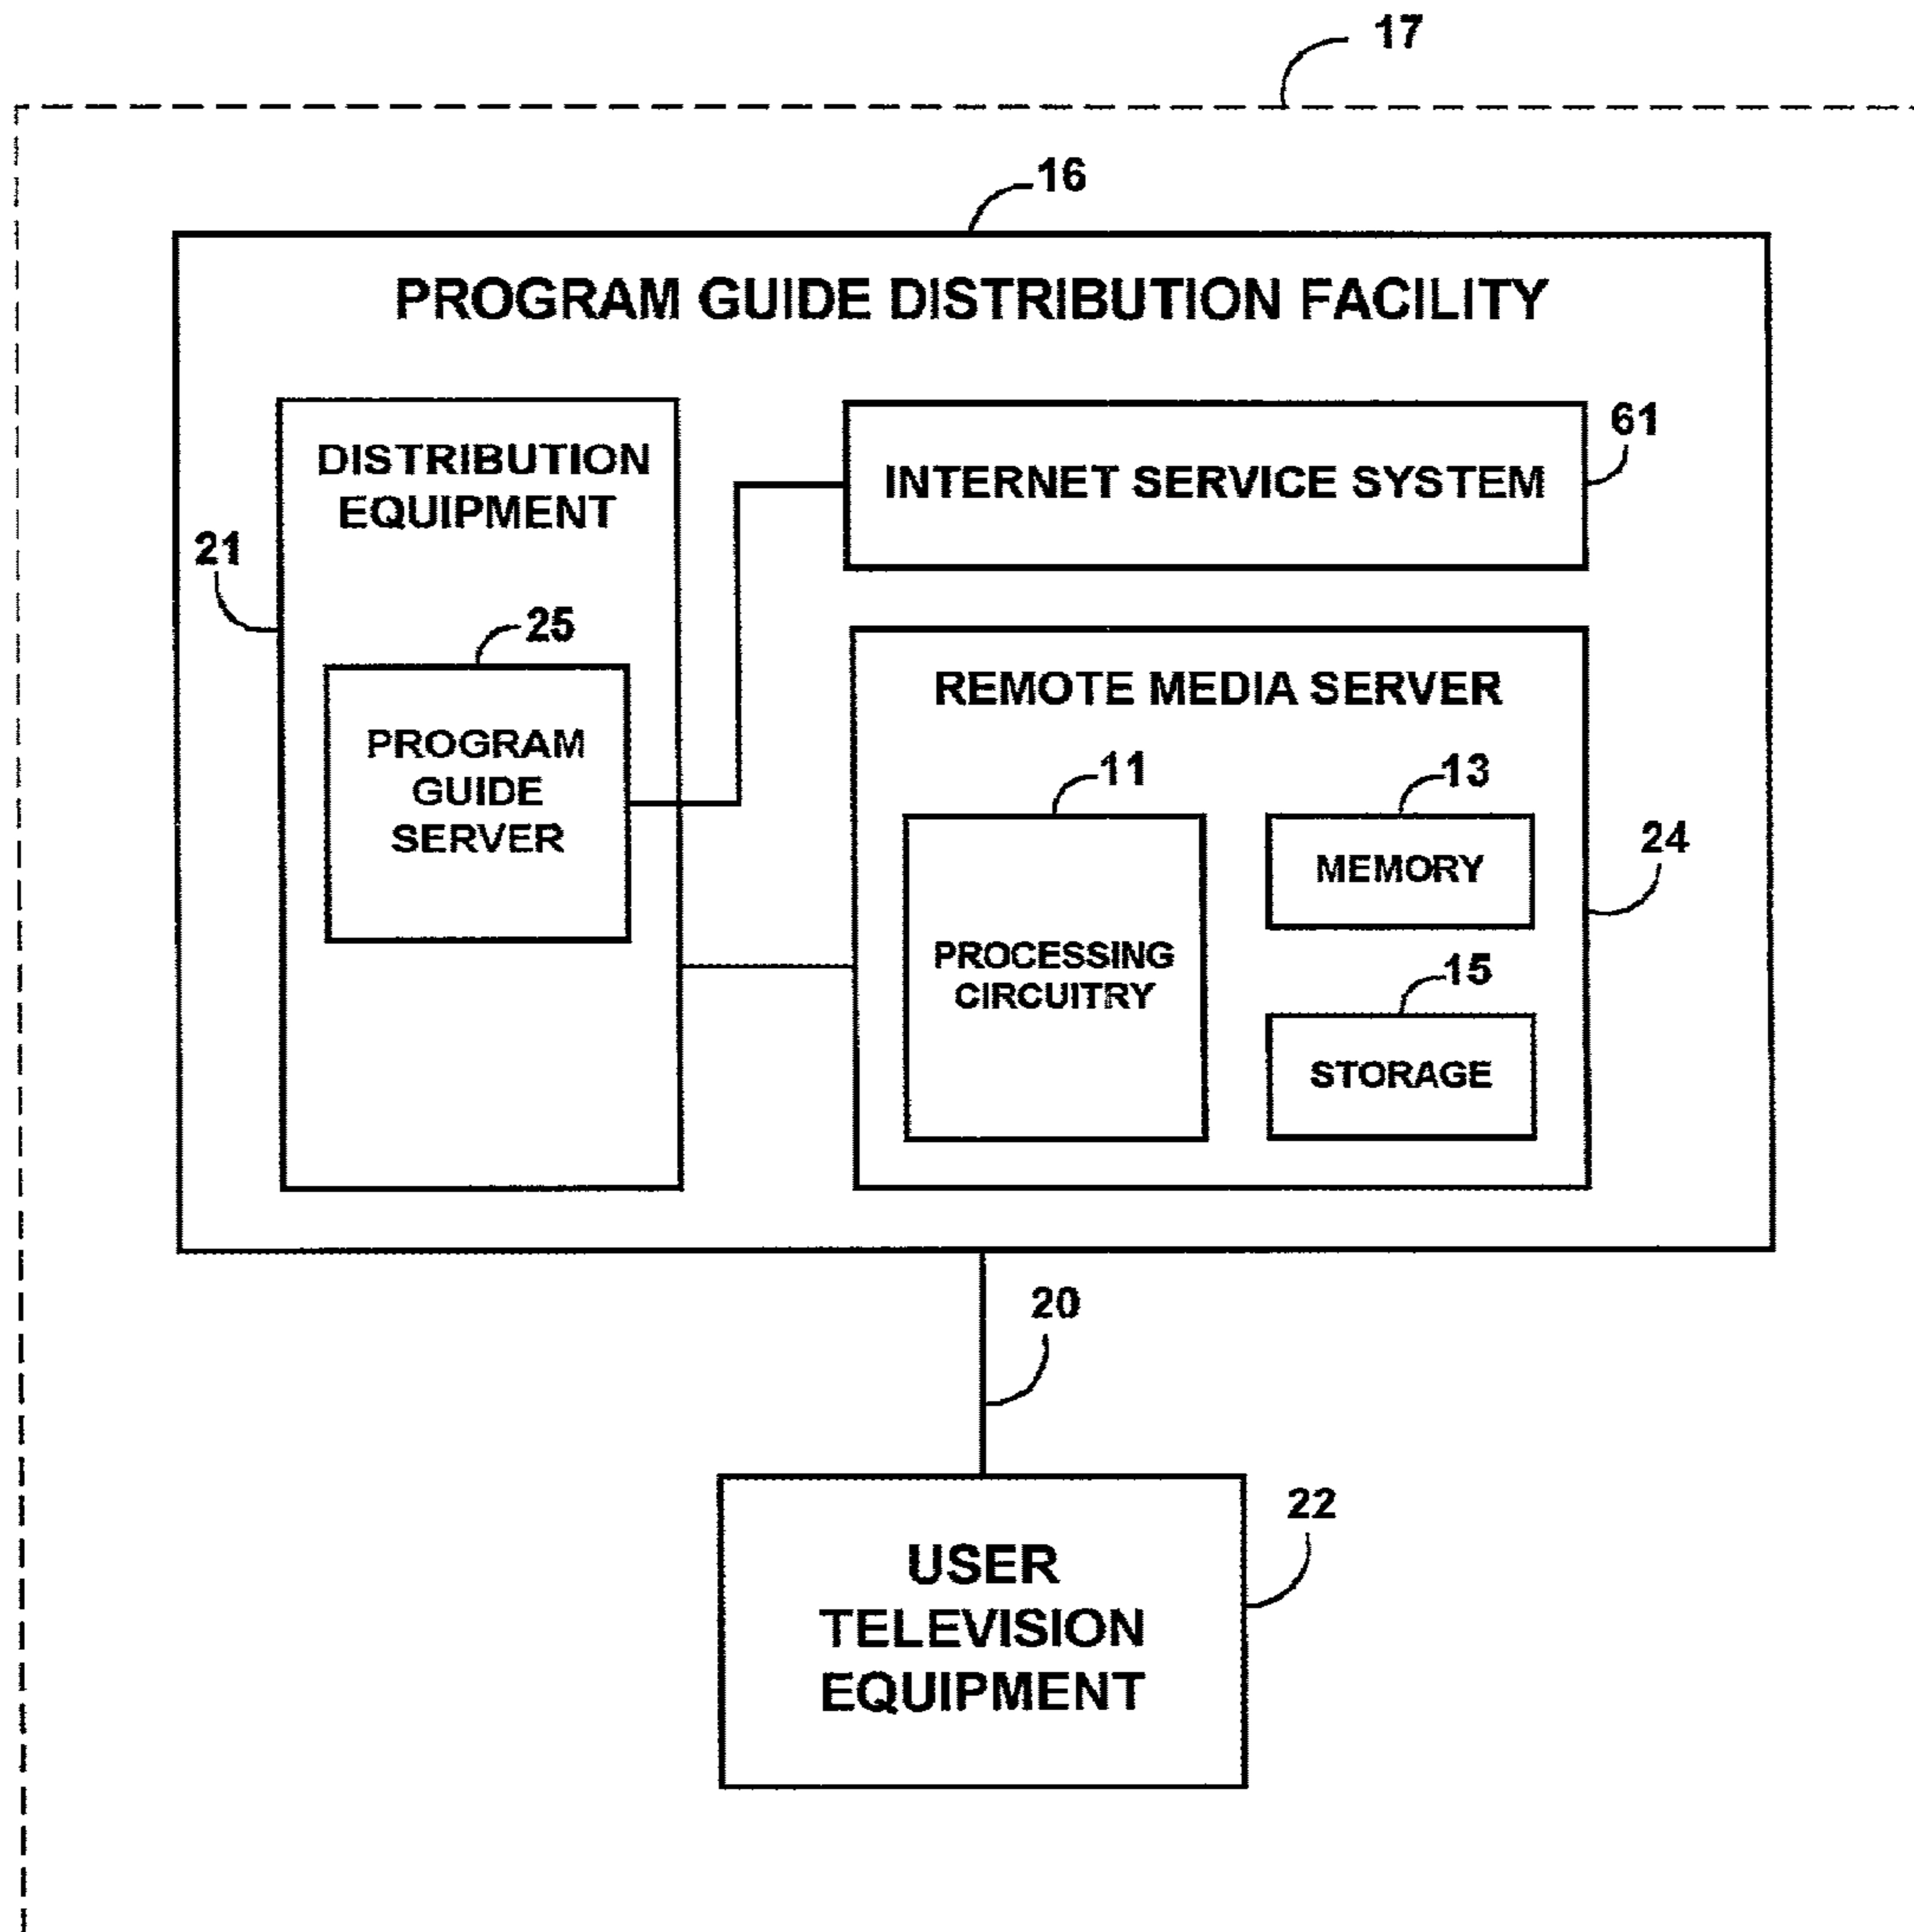 17
16
PROGRAM GUIDE DISTRIBUTION FACILITY
DISTRIBUTION
EQUIPMENT
21
25
PROGRAM
GUIDE
SERVER
61
INTERNET SERVICE SYSTEM
REMOTE MEDIA SERVER
11
13
24
MEMORY
PROCESSING
CIRCUITRY
15
STORAGE
20
22
USER
TELEVISION
EQUIPMENT